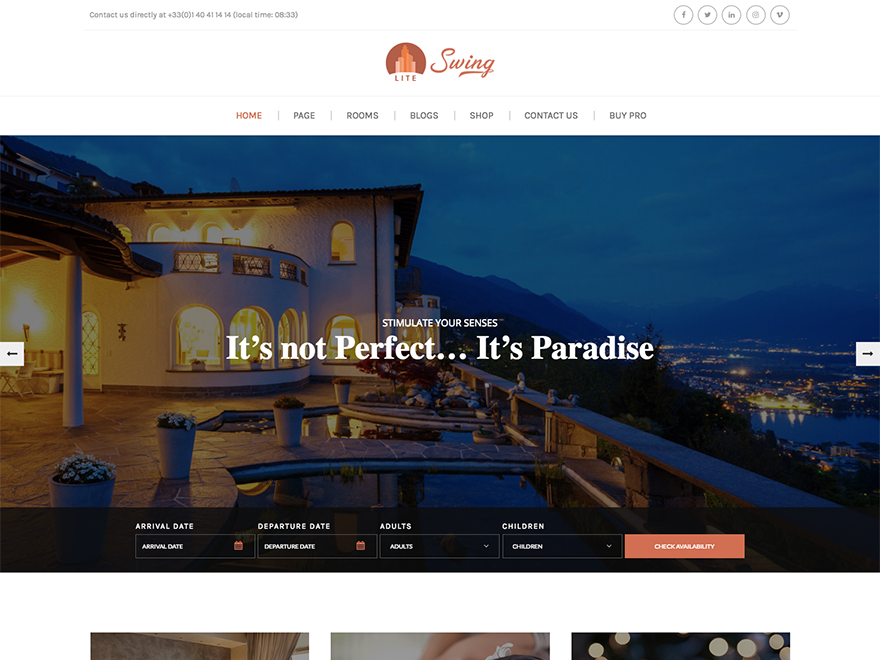 Contact us directly at +33(0)1 40 41 14 14 (local time: 08:33)
LITE Swing
HOME PAGE ROOMS BLOGS SHOP CONTACT US BUY PRO
STIMULATE YOUR SENSES
It's not Perfect... It's Paradise
ARRIVAL DATE DEPARTURE DATE ADULTS CHILDREN
ARRIVAL DATE DEPARTURE DATE ADULTS CHILDREN CHECK AVAILABILITY